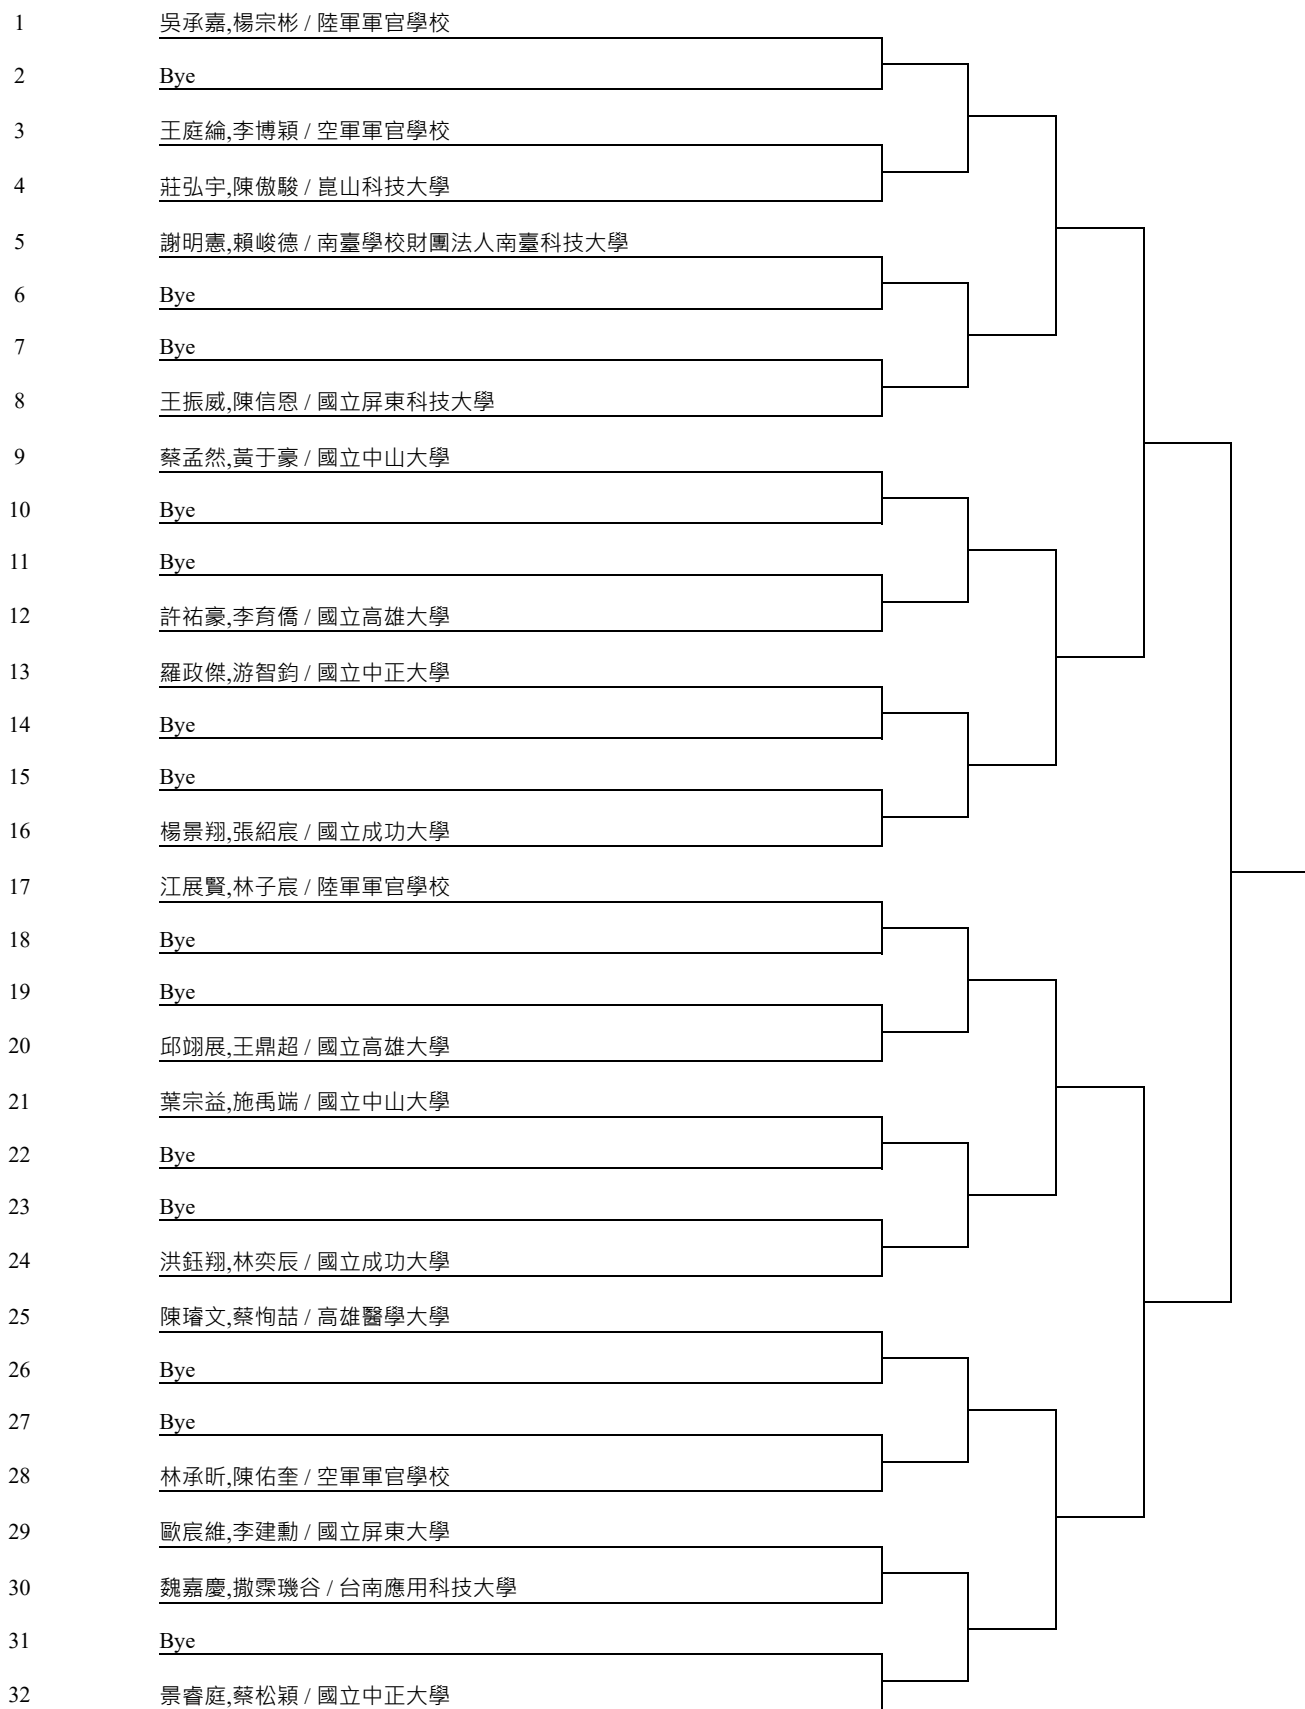 1 吳承嘉,楊宗彬 / 陸軍軍官學校
2 Bye
3 王庭綸,李博穎 / 空軍軍官學校
4 莊弘宇,陳傲駿 / 崑山科技大學
5 謝明憲,賴峻德 / 南臺學校財團法人南臺科技大學
6 Bye
7 Bye
8 王振威,陳信恩 / 國立屏東科技大學
9 蔡孟然,黃于豪 / 國立中山大學
10 Bye
11 Bye
12 許祐豪,李育僑 / 國立高雄大學
13 羅政傑,游智鈞 / 國立中正大學
14 Bye
15 Bye
16 楊景翔,張紹宸 / 國立成功大學
17 江展賢,林子宸 / 陸軍軍官學校
18 Bye
19 Bye
20 邱翊展,王鼎超 / 國立高雄大學
21 葉宗益,施禹端 / 國立中山大學
22 Bye
23 Bye
24 洪鈺翔,林奕辰 / 國立成功大學
25 陳璿文,蔡恂喆 / 高雄醫學大學
26 Bye
27 Bye
28 林承昕,陳佑奎 / 空軍軍官學校
29 歐宸維,李建勳 / 國立屏東大學
30 魏嘉慶,撒霂璣谷 / 台南應用科技大學
31 Bye
32 景睿庭,蔡松穎 / 國立中正大學